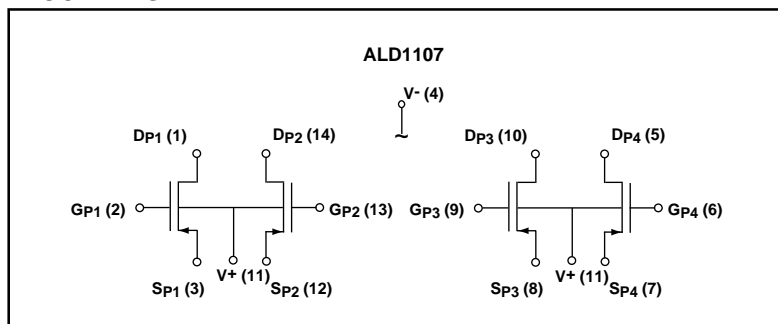 ALD1107
V- (4)
~
DP1 (1) DP2 (14) DP3 (10) DP4 (5)
GP1 (2) GP2 (13) GP3 (9) GP4 (6)
V+ (11) V+ (11)
SP1 (3) SP2 (12) SP3 (8) SP4 (7)